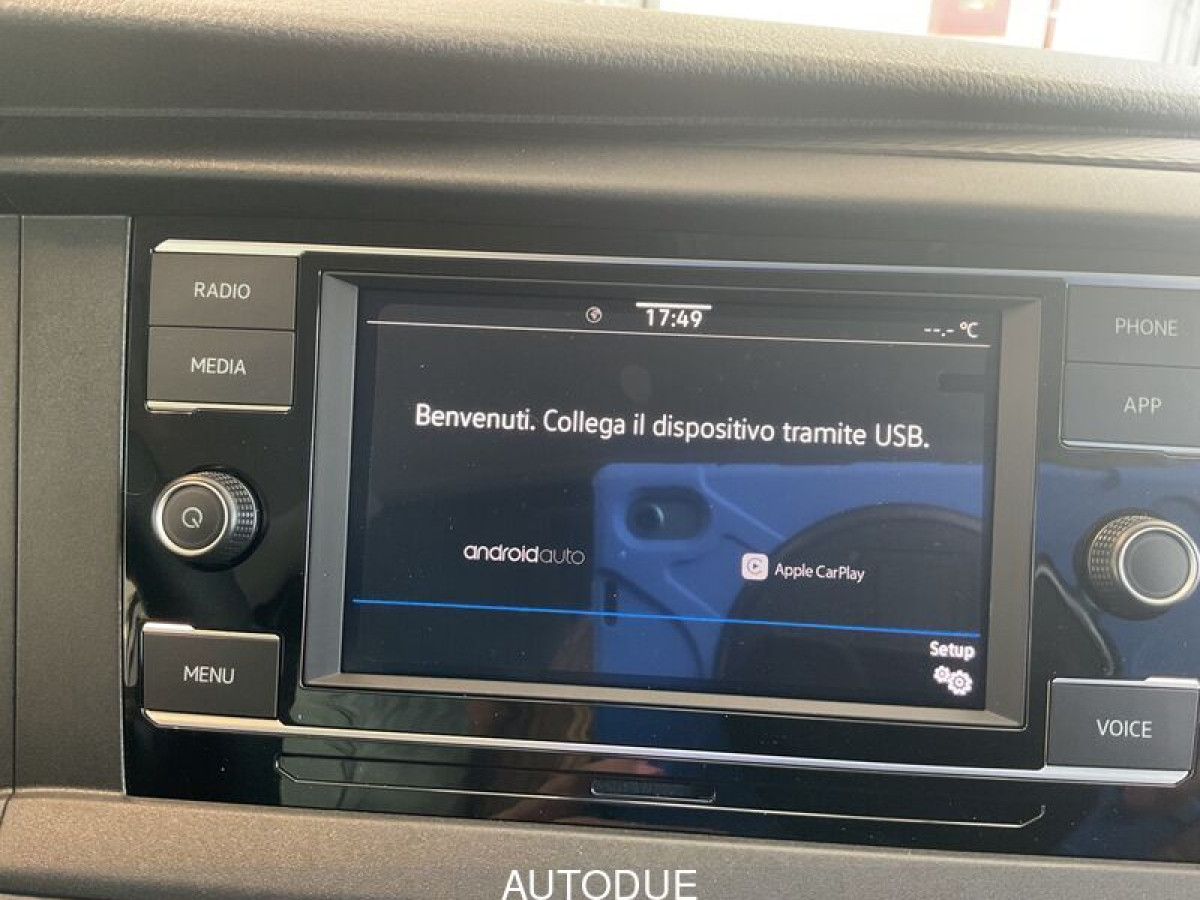 RADIO
MEDIA
MENU
17:49
--.- °C
Benvenuti. Collega il dispositivo tramite USB.
androidauto
Apple CarPlay
Setup
PHONE
APP
VOICE
AUTODUE